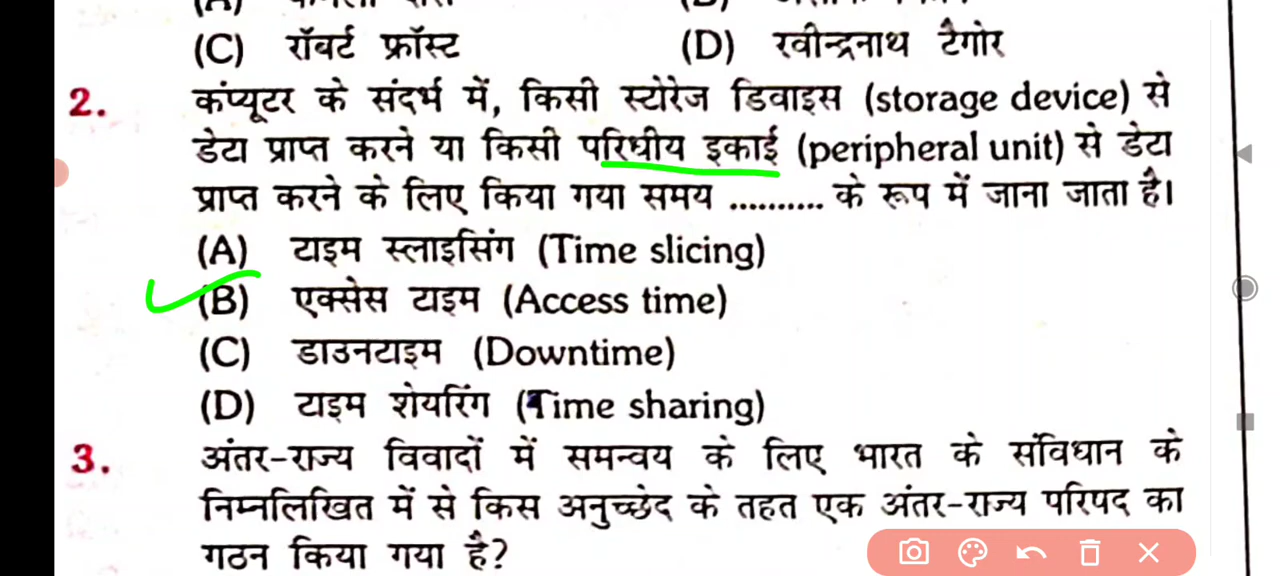 (C) रॉबर्ट फ्रॉस्ट (D) रवीन्द्रनाथ टैगोर
2. कंप्यूटर के संदर्भ में, किसी स्टोरेज डिवाइस (storage device) से
डेटा प्राप्त करने या किसी परिधीय इकाई (peripheral unit) से डेटा
प्राप्त करने के लिए किया गया समय .......... के रूप में जाना जाता है।
(A) टाइम स्लाइसिंग (Time slicing)
(B) एक्सेस टाइम (Access time)
(C) डाउनटाइम (Downtime)
(D) टाइम शेयरिंग (Time sharing)
3. अंतर-राज्य विवादों में समन्वय के लिए भारत के संविधान के
निम्नलिखित में से किस अनुच्छेद के तहत एक अंतर-राज्य परिषद का
गठन किया गया है?